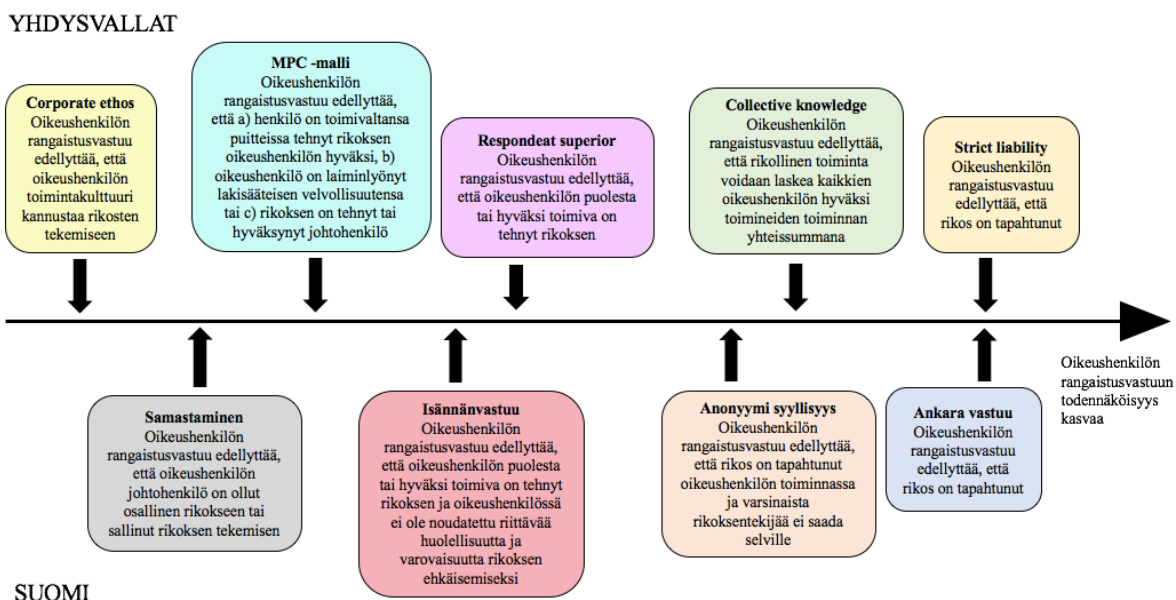 YHDYSVALLAT
Corporate ethos
Oikeushenkilön
rangaistusvastuu
edellyttää, että
oikeushenkilön
toimintakulttuuri
kannustaa rikosten
tekemiseen
MPC -malli
Oikeushenkilön
rangaistusvastuu edellyttää,
että a) henkilö on toimivaltansa
puitteissa tehnyt rikoksen
oikeushenkilön hyväksi, b)
oikeushenkilö on laiminlyönyt
lakisääteisen velvollisuutensa
tai c) rikoksen on tehnyt tai
hyväksynyt johtohenkilö
Respondeat superior
Oikeushenkilön
rangaistusvastuu edellyttää,
että oikeushenkilön puolesta
tai hyväksi toimiva on
tehnyt rikoksen
Collective knowledge
Oikeushenkilön
rangaistusvastuu edellyttää,
että rikollinen toiminta
voidaan laskea kaikkien
oikeushenkilön hyväksi
toimineiden toiminnan
yhteissummana
Strict liability
Oikeushenkilön
rangaistusvastuu
edellyttää, että
rikos on tapahtunut
Oikeushenkilön
rangaistusvastuun
todennäköisyys
kasvaa
Samastaminen
Oikeushenkilön
rangaistusvastuu edellyttää,
että oikeushenkilön
johtohenkilö on ollut
osallinen rikokseen tai
sallinut rikoksen tekemisen
Isännänvastuu
Oikeushenkilön
rangaistusvastuu edellyttää,
että oikeushenkilön puolesta
tai hyväksi toimiva on tehnyt
rikoksen ja oikeushenkilössä
ei ole noudatettu riittävää
huolellisuutta ja
varovaisuutta rikoksen
ehkäisemiseksi
Anonyymi syyllisyys
Oikeushenkilön
rangaistusvastuu edellyttää,
että rikos on tapahtunut
oikeushenkilön toiminnassa
ja varsinaista
rikoksentekijää ei saada
selville
Ankara vastuu
Oikeushenkilön
rangaistusvastuu
edellyttää, että
rikos on tapahtunut
SUOMI